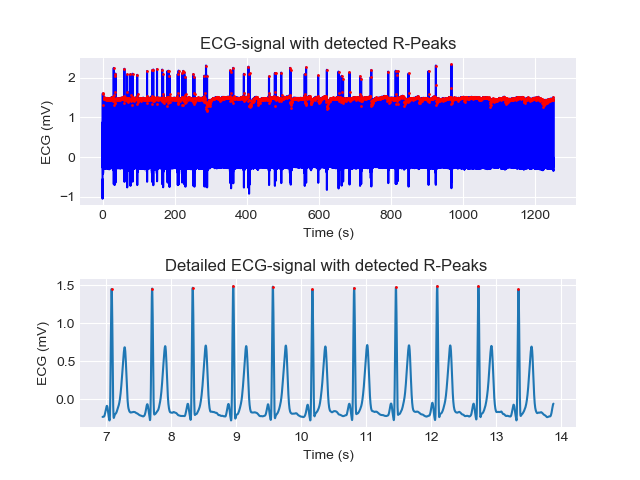 ECG-signal with detected R-Peaks
2
1
0
−1
ECG (mV)
0 200 400 600 800 1000 1200
Time (s)
Detailed ECG-signal with detected R-Peaks
1.5
1.0
0.5
0.0
ECG (mV)
7 8 9 10 11 12 13 14
Time (s)